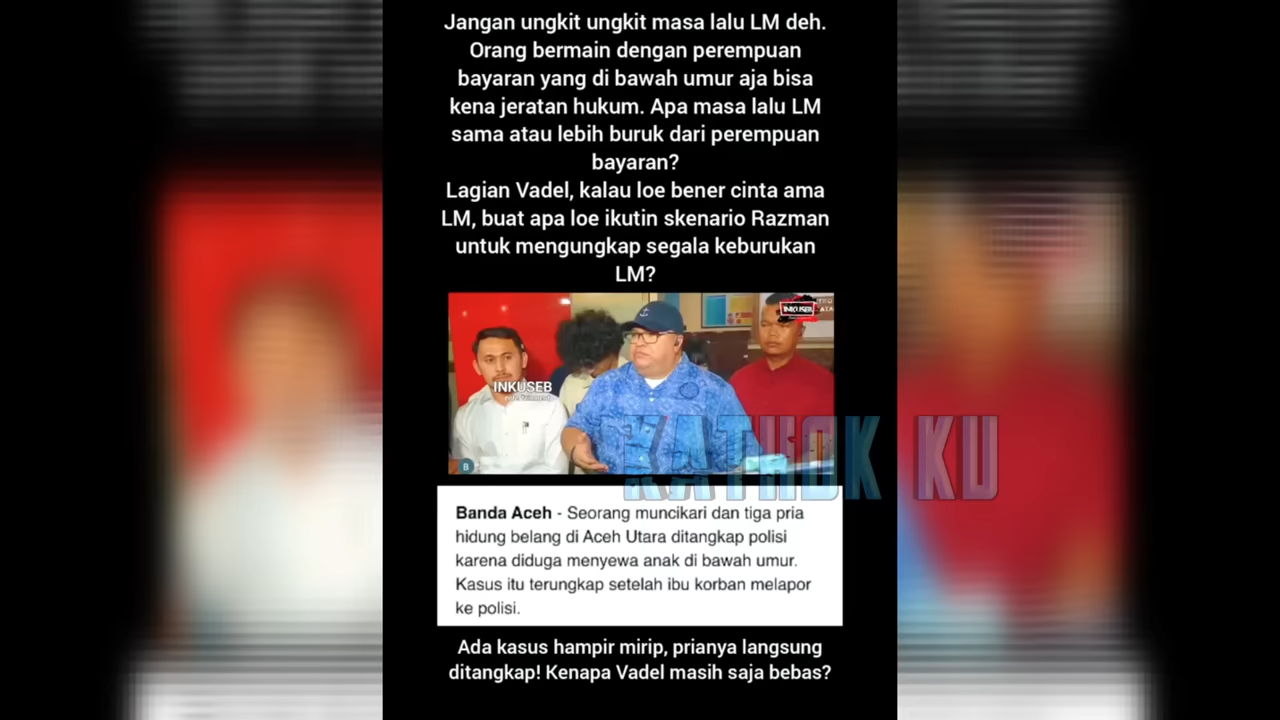 Jangan ungkit ungkit masa lalu LM deh.
Orang bermain dengan perempuan
bayaran yang di bawah umur aja bisa
kena jeratan hukum. Apa masa lalu LM
sama atau lebih buruk dari perempuan
bayaran?
Lagian Vadel, kalau loe bener cinta ama
LM, buat apa loe ikutin skenario Razman
untuk mengungkap segala keburukan
LM?
INKUSEB
INKUSEB
B
KATHOK KU
Banda Aceh - Seorang muncikari dan tiga pria
hidung belang di Aceh Utara ditangkap polisi
karena diduga menyewa anak di bawah umur.
Kasus itu terungkap setelah ibu korban melapor
ke polisi.
Ada kasus hampir mirip, prianya langsung
ditangkap! Kenapa Vadel masih saja bebas?